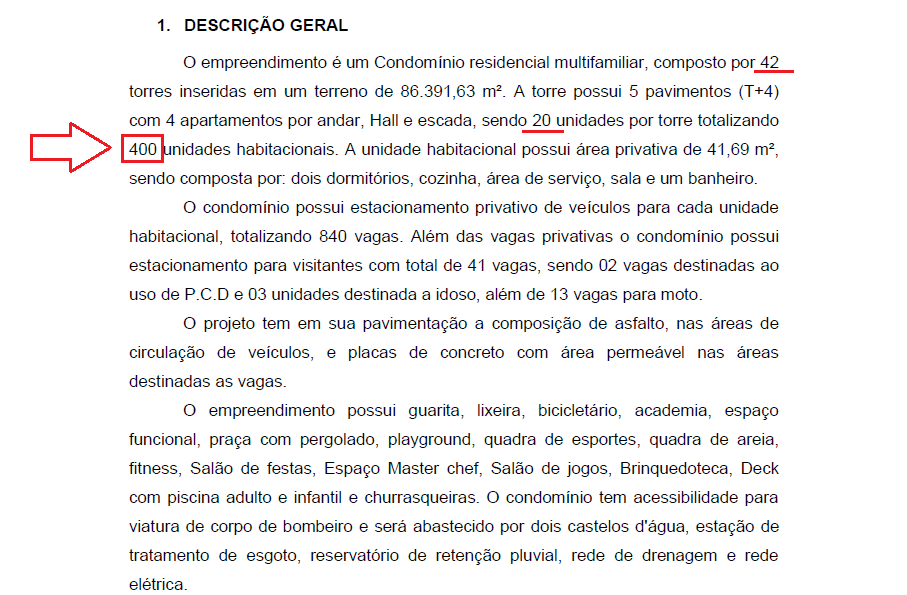 1. DESCRIÇÃO GERAL
O empreendimento é um Condomínio residencial multifamiliar, composto por 42
torres inseridas em um terreno de 86.391,63 m². A torre possui 5 pavimentos (T+4)
com 4 apartamentos por andar, Hall e escada, sendo 20 unidades por torre totalizando
400 unidades habitacionais. A unidade habitacional possui área privativa de 41,69 m²,
sendo composta por: dois dormitórios, cozinha, área de serviço, sala e um banheiro.
O condomínio possui estacionamento privativo de veículos para cada unidade
habitacional, totalizando 840 vagas. Além das vagas privativas o condomínio possui
estacionamento para visitantes com total de 41 vagas, sendo 02 vagas destinadas ao
uso de P.C.D e 03 unidades destinada a idoso, além de 13 vagas para moto.
O projeto tem em sua pavimentação a composição de asfalto, nas áreas de
circulação de veículos, e placas de concreto com área permeável nas áreas
destinadas as vagas.
O empreendimento possui guarita, lixeira, bicicletário, academia, espaço
funcional, praça com pergolado, playground, quadra de esportes, quadra de areia,
fitness, Salão de festas, Espaço Master chef, Salão de jogos, Brinquedoteca, Deck
com piscina adulto e infantil e churrasqueiras. O condomínio tem acessibilidade para
viatura de corpo de bombeiro e será abastecido por dois castelos d'água, estação de
tratamento de esgoto, reservatório de retenção pluvial, rede de drenagem e rede
elétrica.